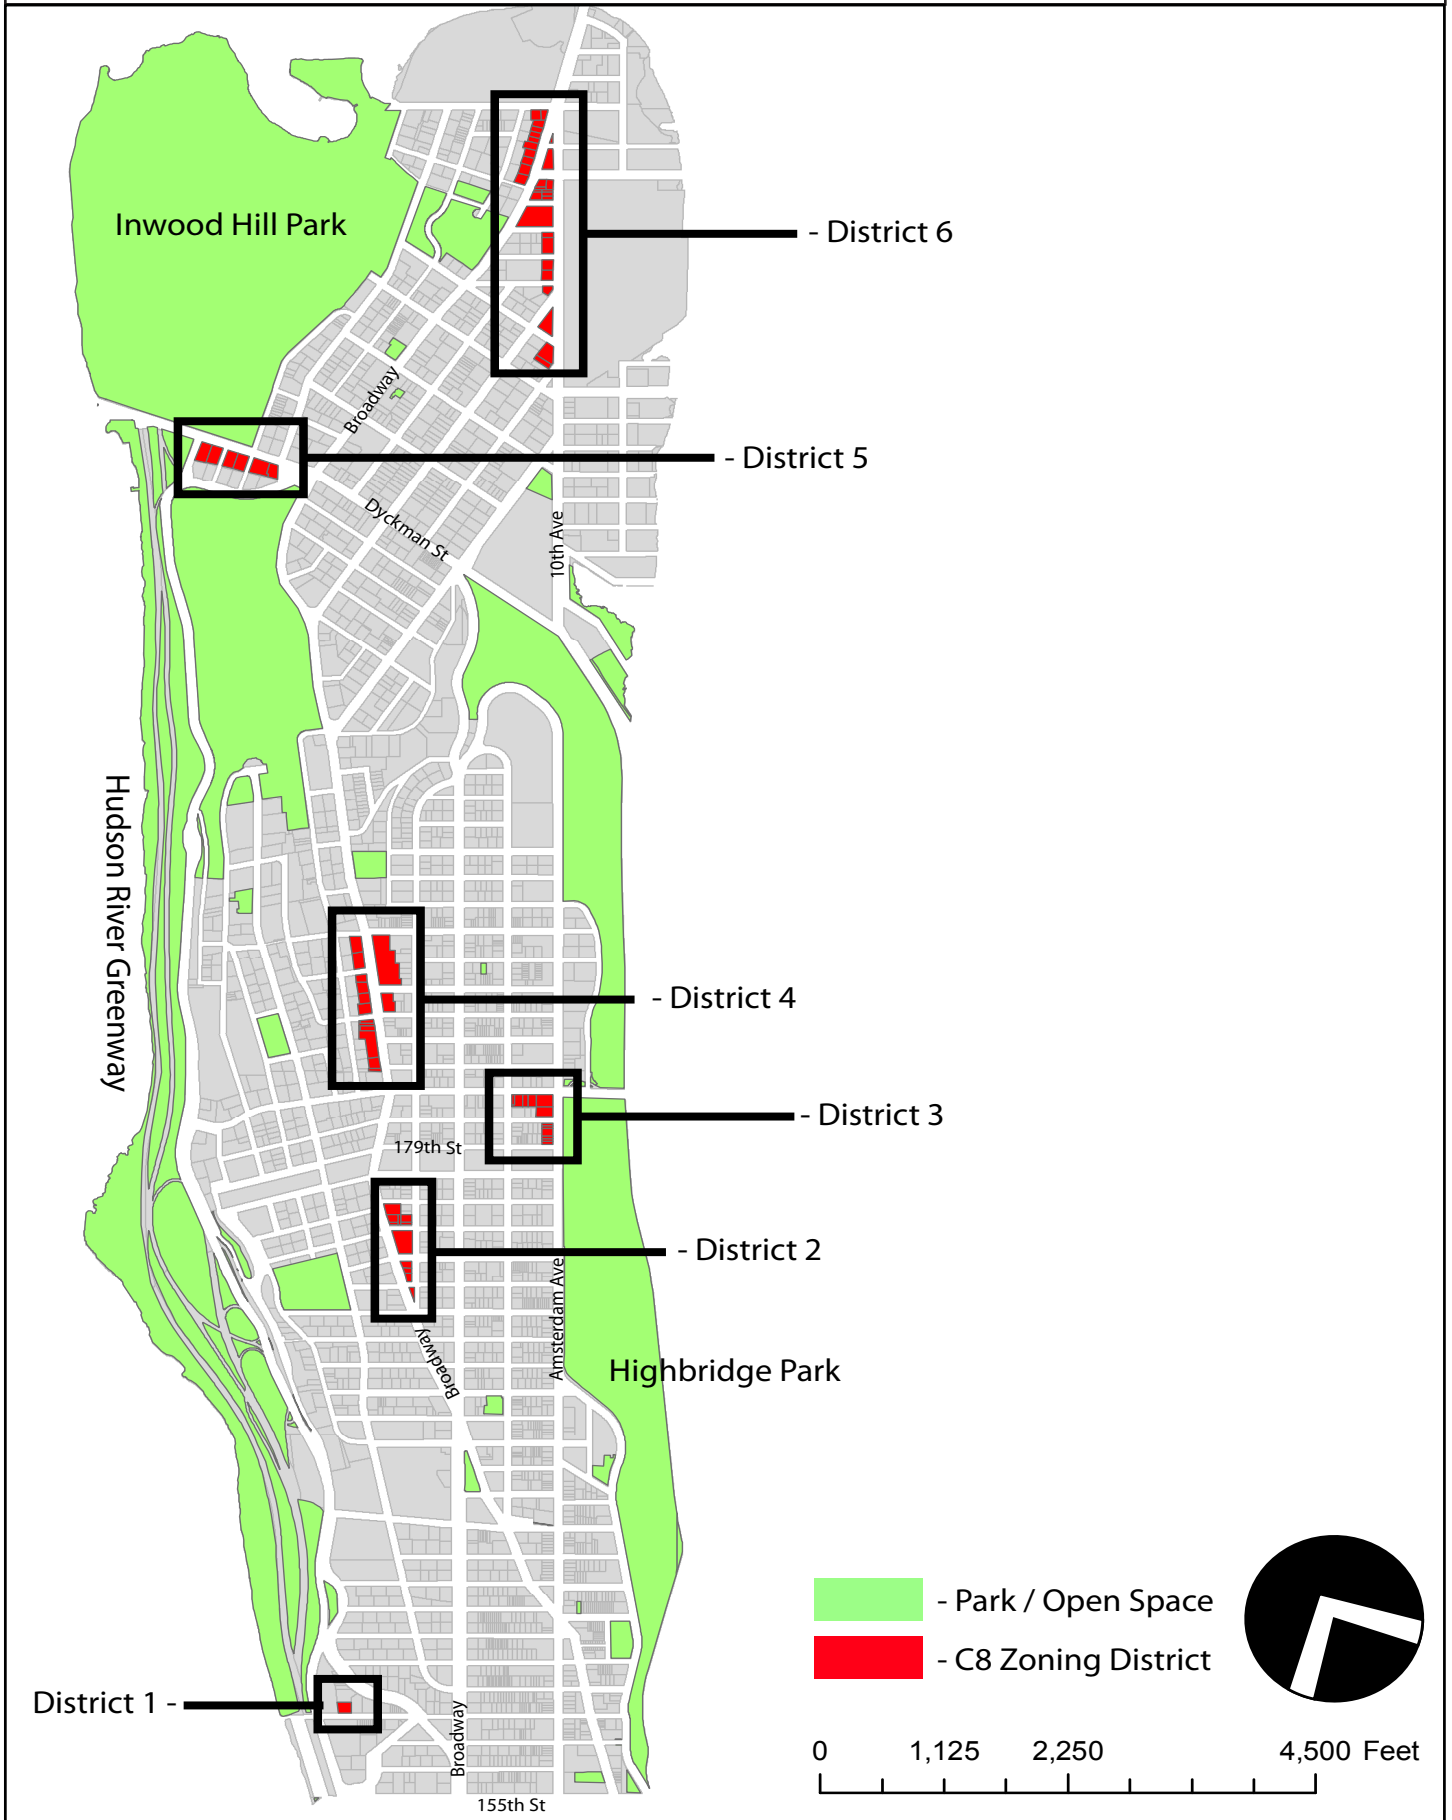 Inwood Hill Park
- District 6
Broadway
- District 5
Dyckman St
10th Ave
Hudson River Greenway
- District 4
- District 3
179th St
- District 2
Amsterdam Ave
Broadway
Highbridge Park
- Park / Open Space
- C8 Zoning District
District 1 -
Broadway
0 1,125 2,250 4,500 Feet
155th St